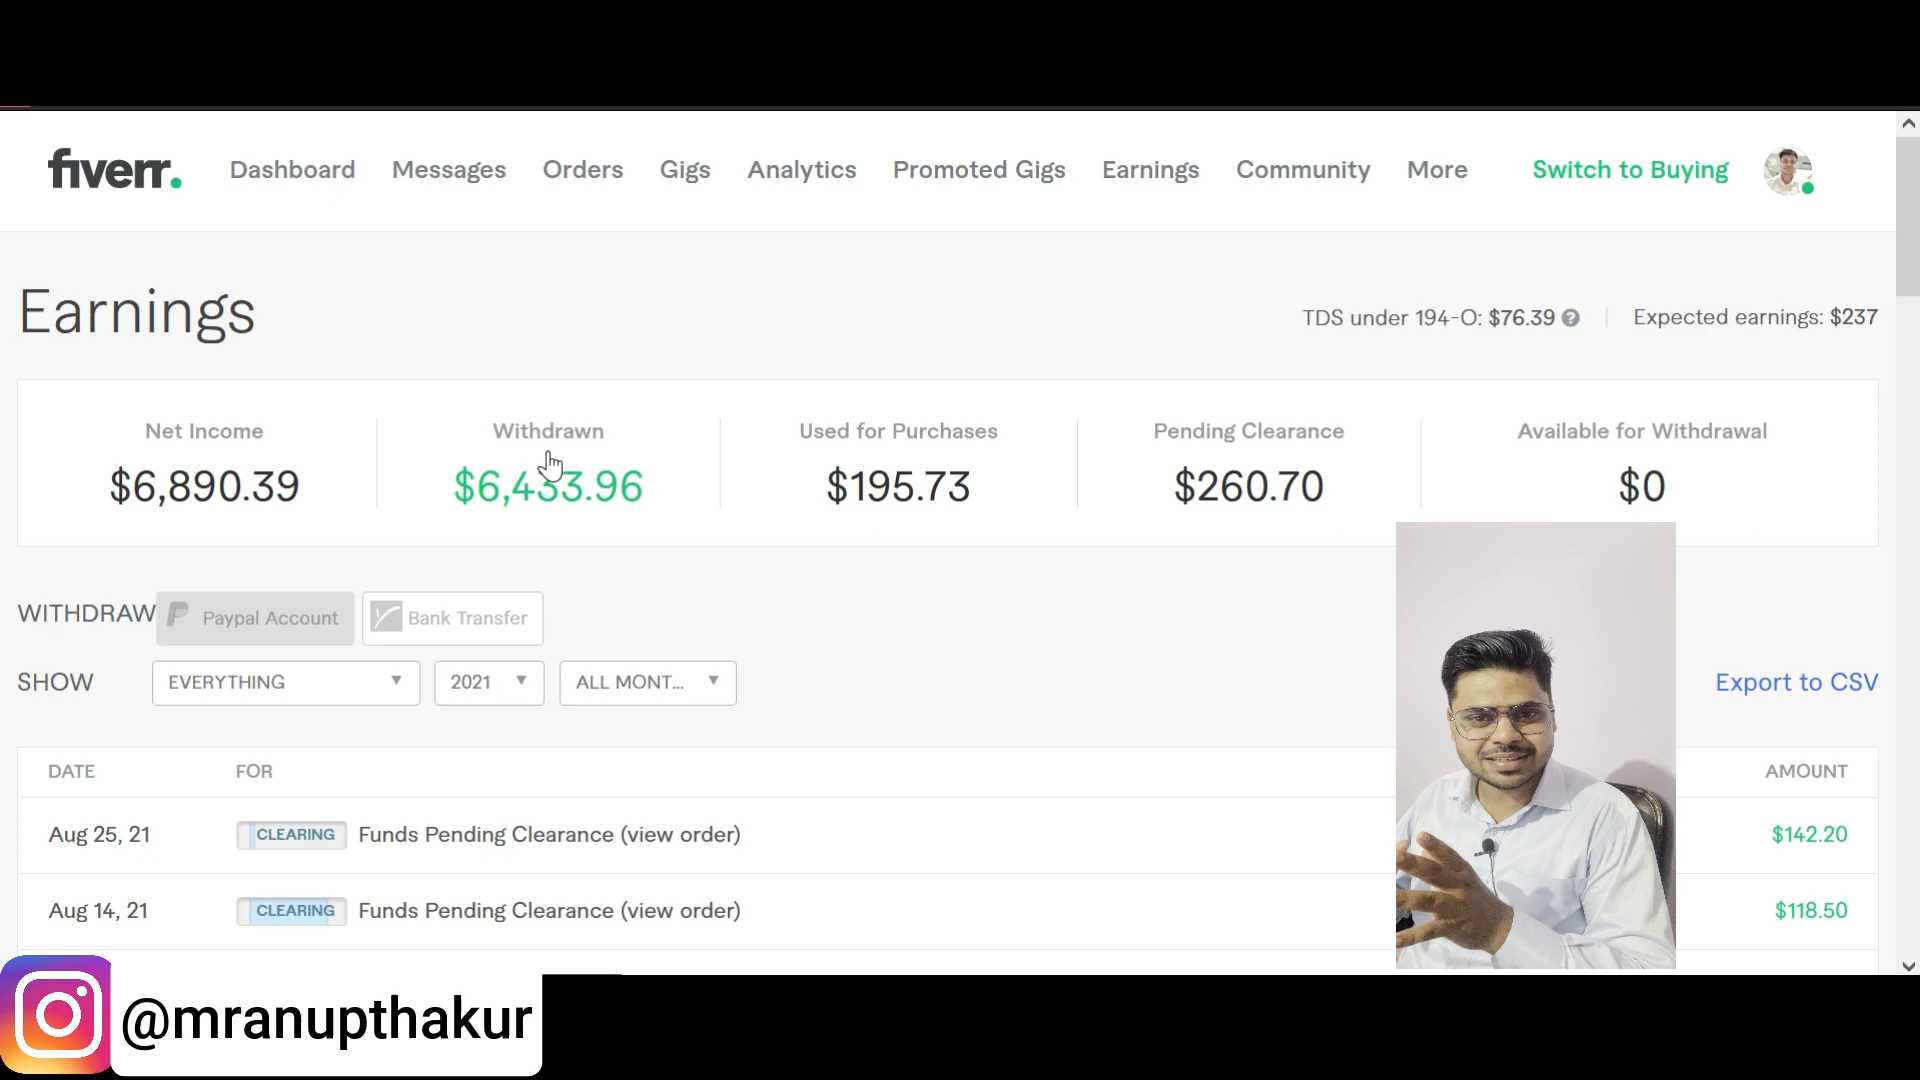 fiverr.
Dashboard Messages Orders Gigs Analytics Promoted Gigs Earnings Community More Switch to Buying
Earnings
TDS under 194-O: $76.39 ? Expected earnings: $237
Net Income Withdrawn Used for Purchases Pending Clearance Available for Withdrawal
$6,890.39 $6,433.96 $195.73 $260.70 $0
WITHDRAW Paypal Account Bank Transfer
SHOW EVERYTHING 2021 ALL MONT... Export to CSV
DATE FOR AMOUNT
Aug 25, 21 CLEARING Funds Pending Clearance (view order) $142.20
Aug 14, 21 CLEARING Funds Pending Clearance (view order) $118.50
@mranupthakur